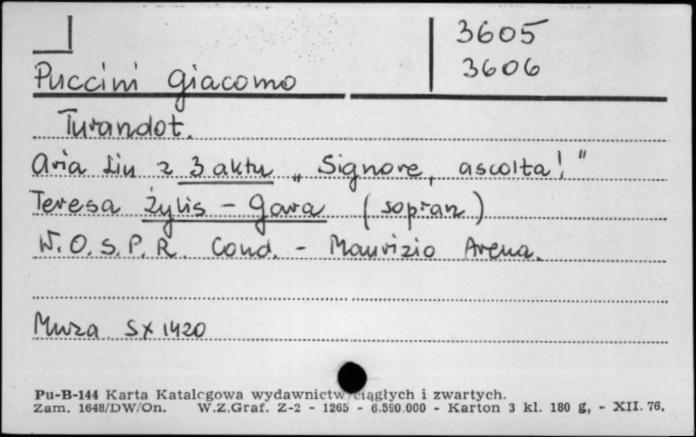 3605
3606
Puccini Giacomo
Turandot.
Aria Liu z 3 aktu „Signore, ascolta!"
Teresa Żylis - Gara (sopran)
W.O.S.P.R. Cond. - Maurizio Arena.
Muza SX 1420
Pu-B-144 Karta Katalogowa wydawnictw ciągłych i zwartych.
Zam. 1648/DW/On. W.Z.Graf. Z-2 - 1265 - 6.590.000 - Karton 3 kl. 180 g, - XII. 76.